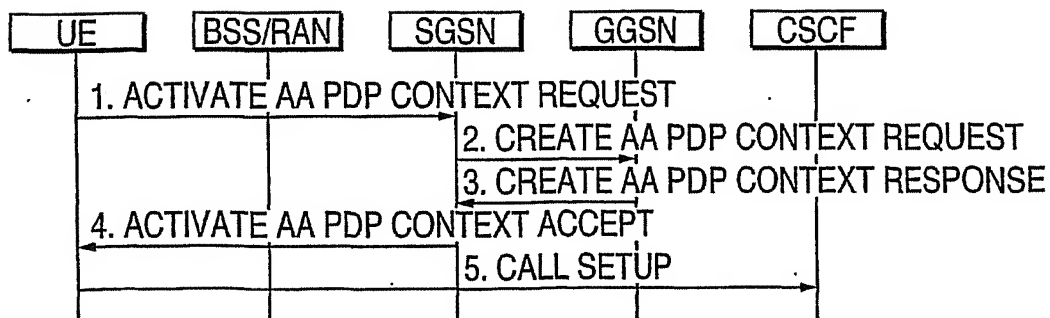 UE BSS/RAN SGSN GGSN CSCF
1. ACTIVATE AA PDP CONTEXT REQUEST
2. CREATE AA PDP CONTEXT REQUEST
3. CREATE AA PDP CONTEXT RESPONSE
4. ACTIVATE AA PDP CONTEXT ACCEPT
5. CALL SETUP